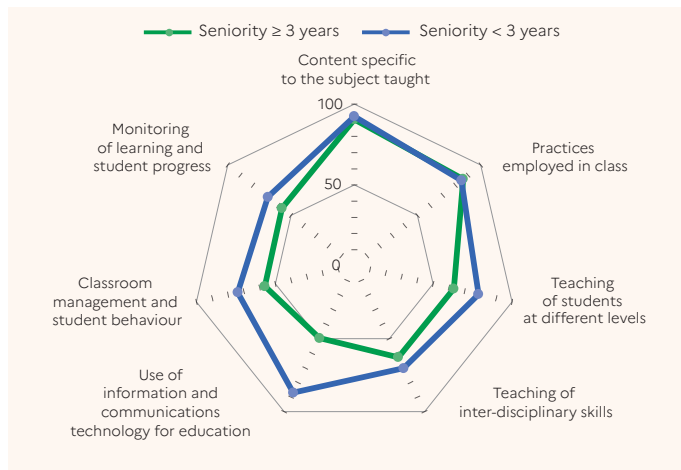 Seniority ≥ 3 years
Seniority < 3 years
Content specific
to the subject taught
100
Monitoring
of learning and
student progress
Practices
employed in class
50
0
Classroom
management and
student behaviour
Teaching
of students
at different levels
Use of
information and
communications
technology for education
Teaching of
inter-disciplinary skills